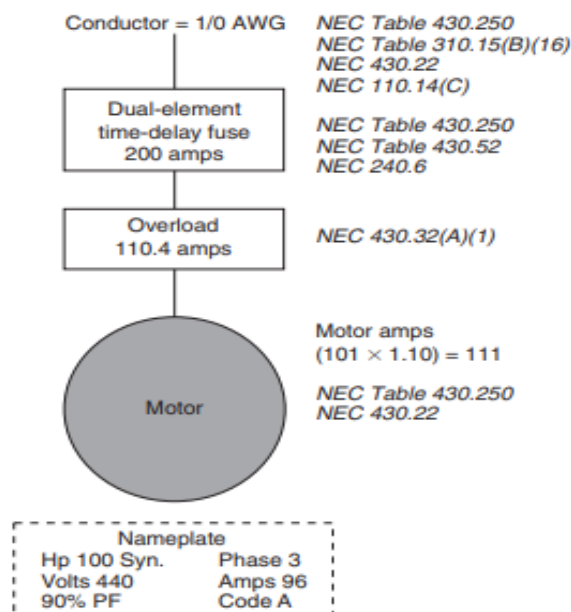 Conductor = 1/0 AWG
NEC Table 430.250
NEC Table 310.15(B)(16)
NEC 430.22
NEC 110.14(C)
Dual-element
time-delay fuse
200 amps
NEC Table 430.250
NEC Table 430.52
NEC 240.6
Overload
110.4 amps
NEC 430.32(A)(1)
Motor
Motor amps
(101 × 1.10) = 111
NEC Table 430.250
NEC 430.22
Nameplate
Hp 100 Syn. Phase 3
Volts 440 Amps 96
90% PF Code A